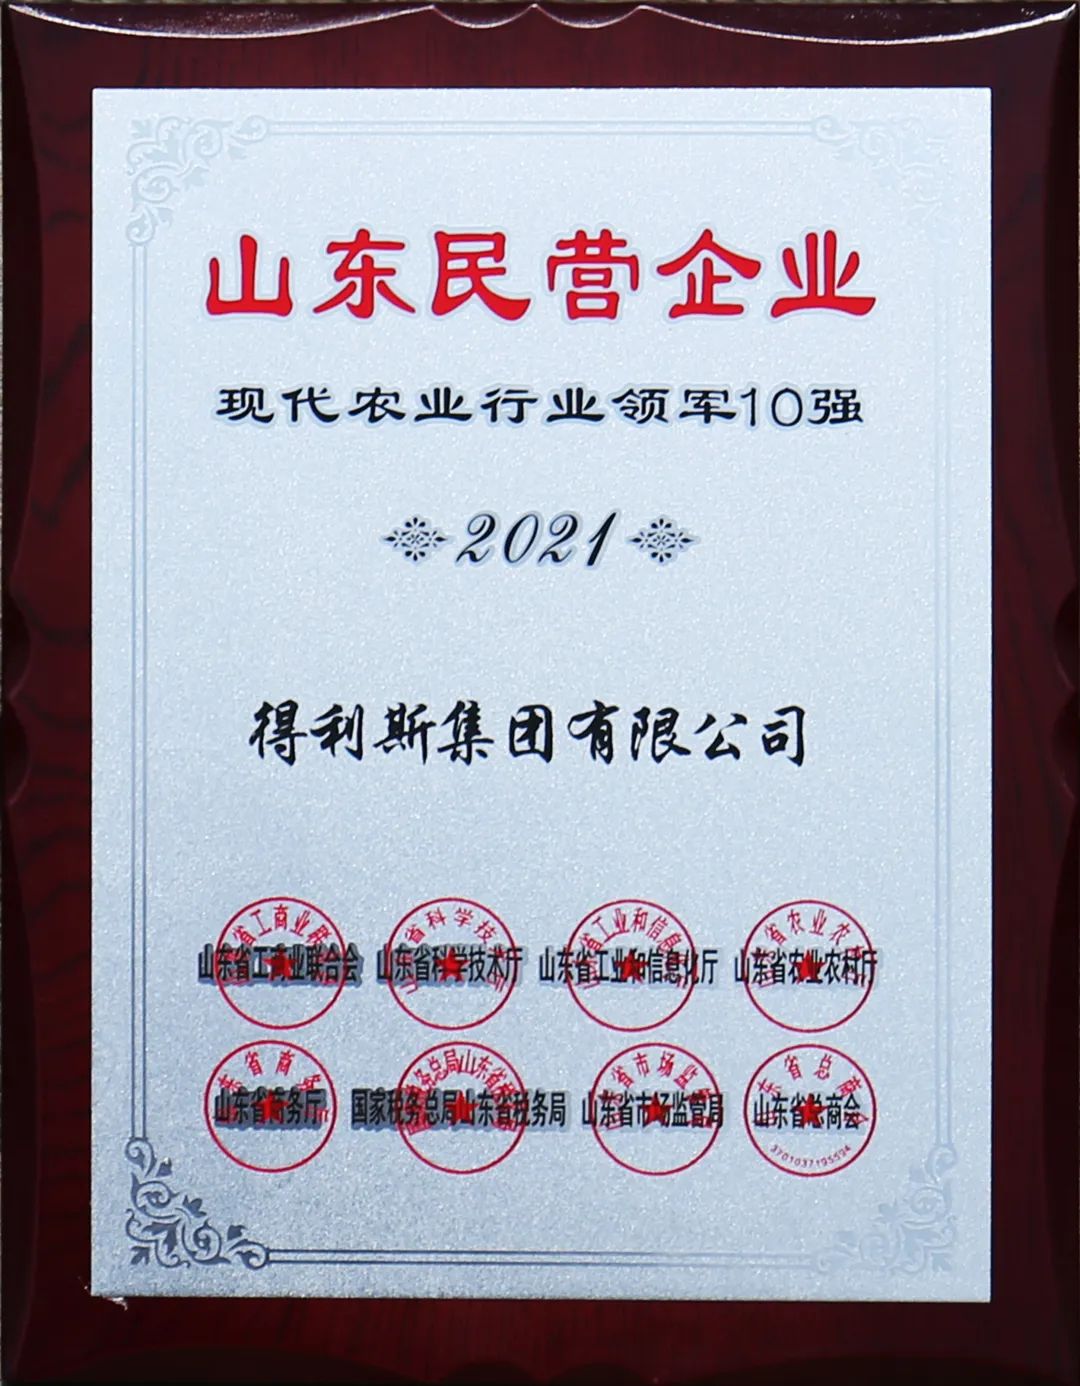 山东民营企业
现代农业行业领军10强
2021
得利斯集团有限公司
山东省工商业联合会 山东省科学技术厅 山东省工业和信息化厅 山东省农业农村厅
山东省商务厅 国家税务总局山东省税务局 山东省市场监管局 山东省总商会
3701037195594